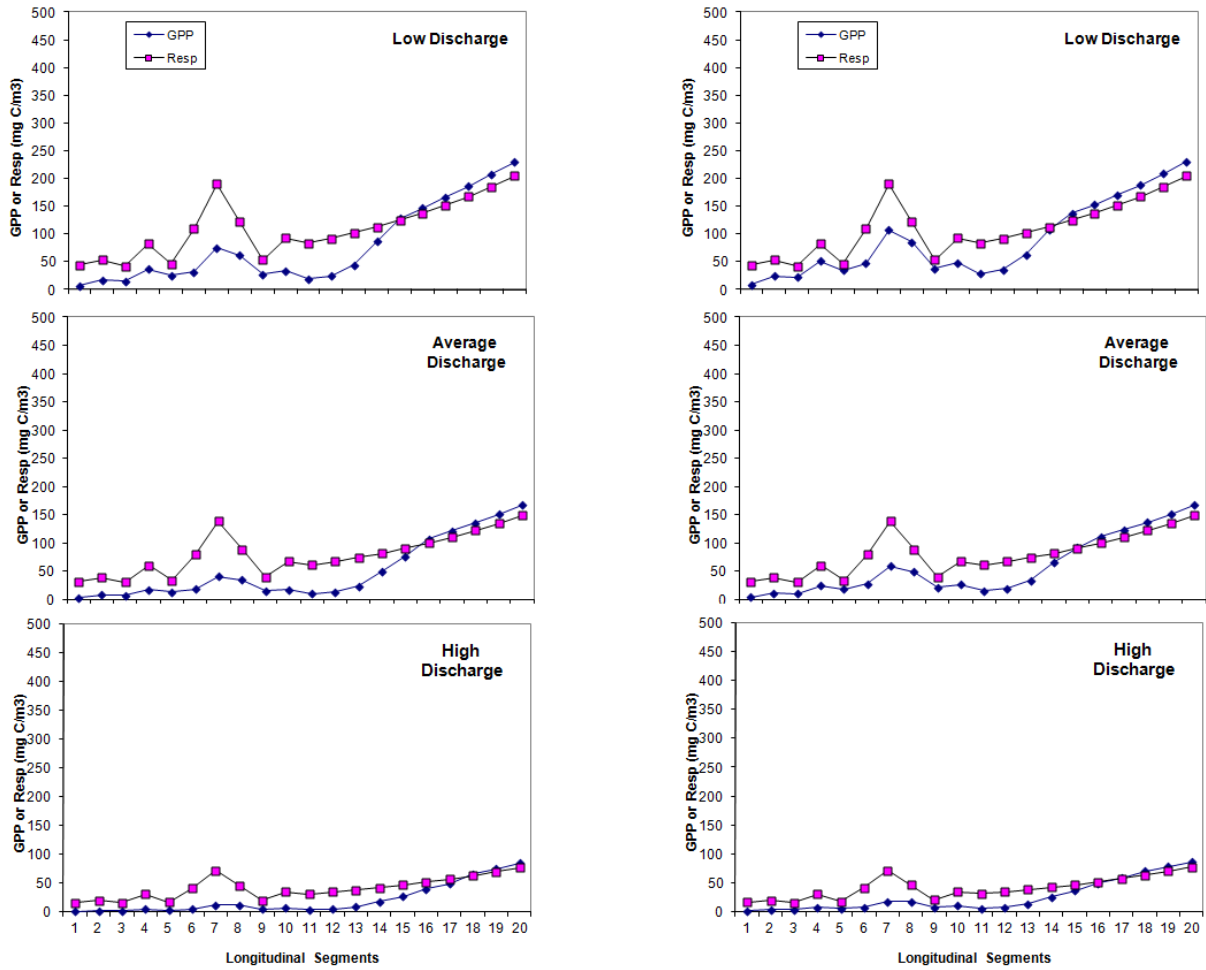 500
450
400
350
300
250
200
150
100
50
0
GPP or Resp (mg C/m3)
GPP
Resp
Low Discharge
500
450
400
350
300
250
200
150
100
50
0
GPP or Resp (mg C/m3)
GPP
Resp
Low Discharge
500
450
400
350
300
250
200
150
100
50
0
GPP or Resp (mg C/m3)
Average
Discharge
500
450
400
350
300
250
200
150
100
50
0
GPP or Resp (mg C/m3)
Average
Discharge
500
450
400
350
300
250
200
150
100
50
0
GPP or Resp (mg C/m3)
High
Discharge
1 2 3 4 5 6 7 8 9 10 11 12 13 14 15 16 17 18 19 20
Longitudinal Segments
500
450
400
350
300
250
200
150
100
50
0
GPP or Resp (mg C/m3)
High
Discharge
1 2 3 4 5 6 7 8 9 10 11 12 13 14 15 16 17 18 19 20
Longitudinal Segments